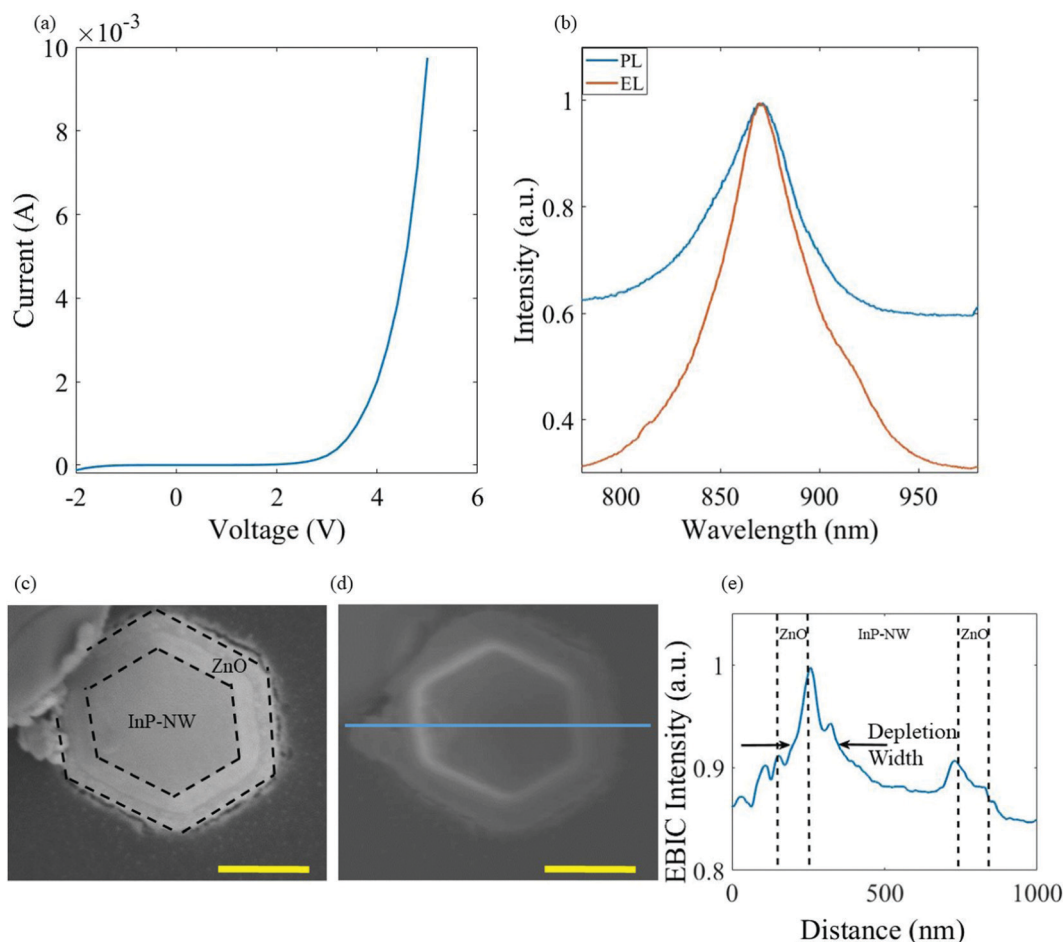 (a)
×10⁻³
10
8
6
4
2
0
-2 0 2 4 6
Current (A)
Voltage (V)
(b)
PL
EL
1
0.8
0.6
0.4
800 850 900 950
Intensity (a.u.)
Wavelength (nm)
(c)
ZnO
InP-NW
(d)
(e)
ZnO InP-NW ZnO
1
0.9
0.8
0 500 1000
Depletion
Width
EBIC Intensity (a.u.)
Distance (nm)